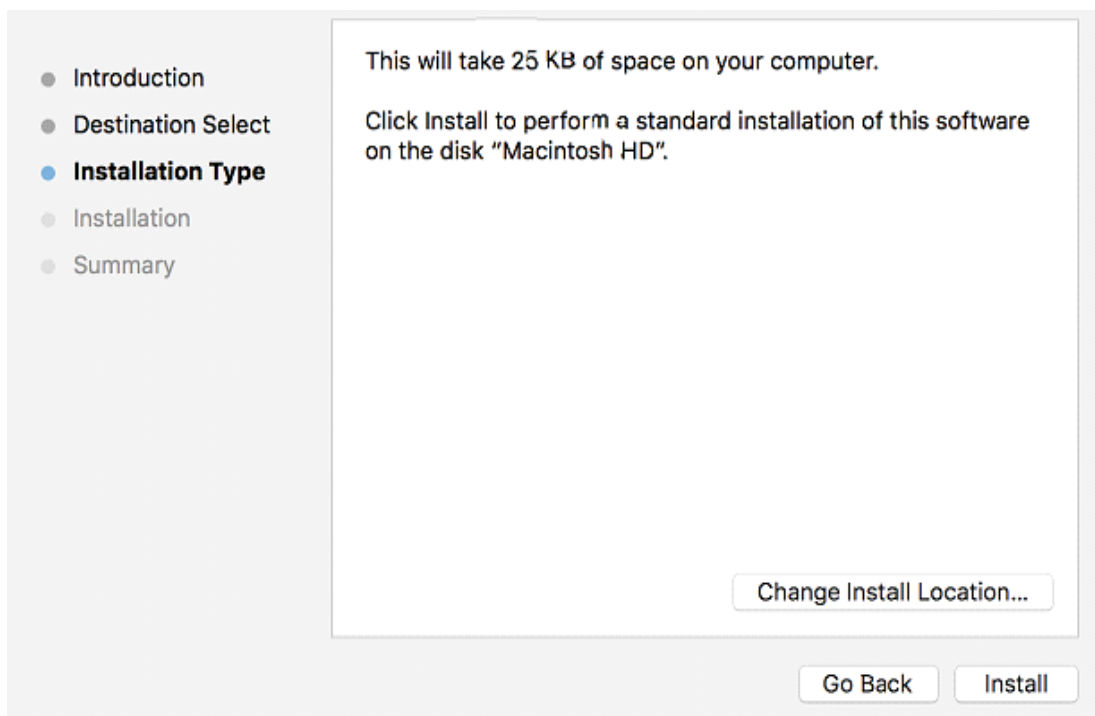 Introduction
Destination Select
Installation Type
Installation
Summary
This will take 25 KB of space on your computer.
Click Install to perform a standard installation of this software
on the disk “Macintosh HD”.
Change Install Location...
Go Back
Install